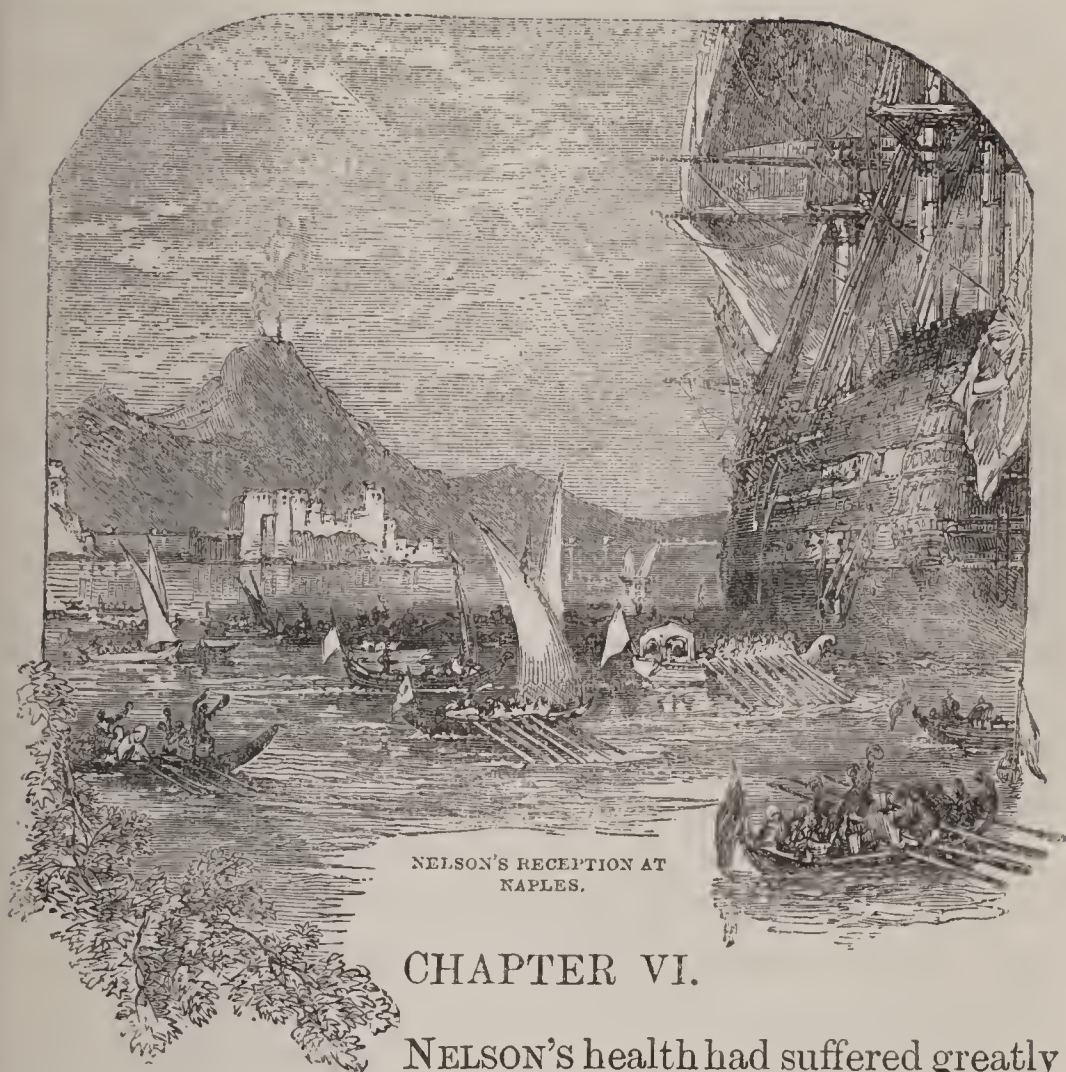 NELSON'S RECEPTION AT
NAPLES.
CHAPTER VI.
NELSON'S health had suffered greatly